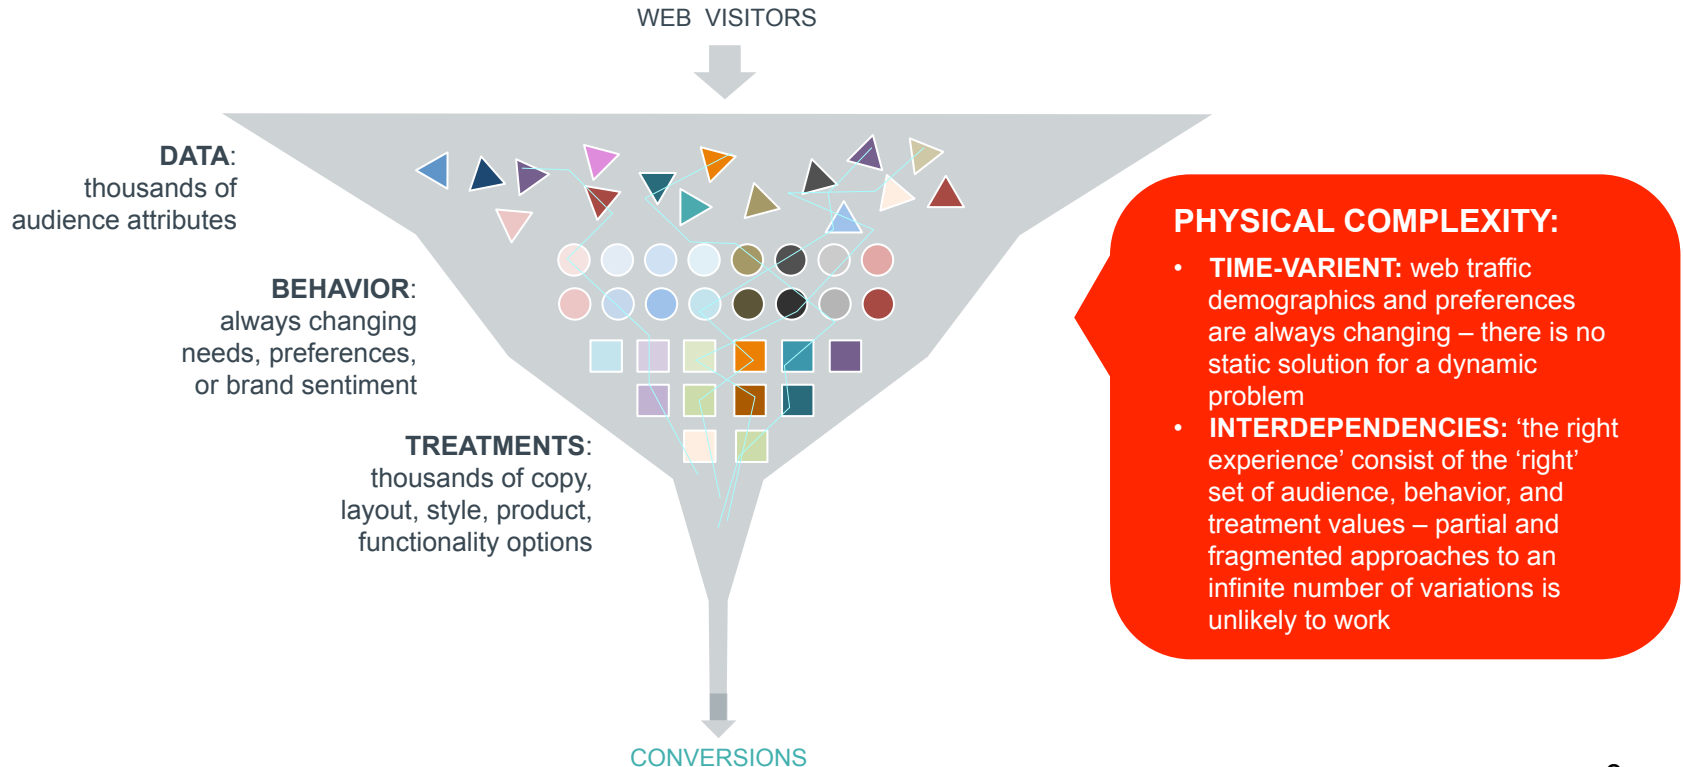 WEB VISITORS
DATA:
thousands of
audience attributes
BEHAVIOR:
always changing
needs, preferences,
or brand sentiment
TREATMENTS:
thousands of copy,
layout, style, product,
functionality options
CONVERSIONS
PHYSICAL COMPLEXITY:
• TIME-VARIENT: web traffic
demographics and preferences
are always changing – there is no
static solution for a dynamic
problem
• INTERDEPENDENCIES: ‘the right
experience’ consist of the ‘right’
set of audience, behavior, and
treatment values – partial and
fragmented approaches to an
infinite number of variations is
unlikely to work